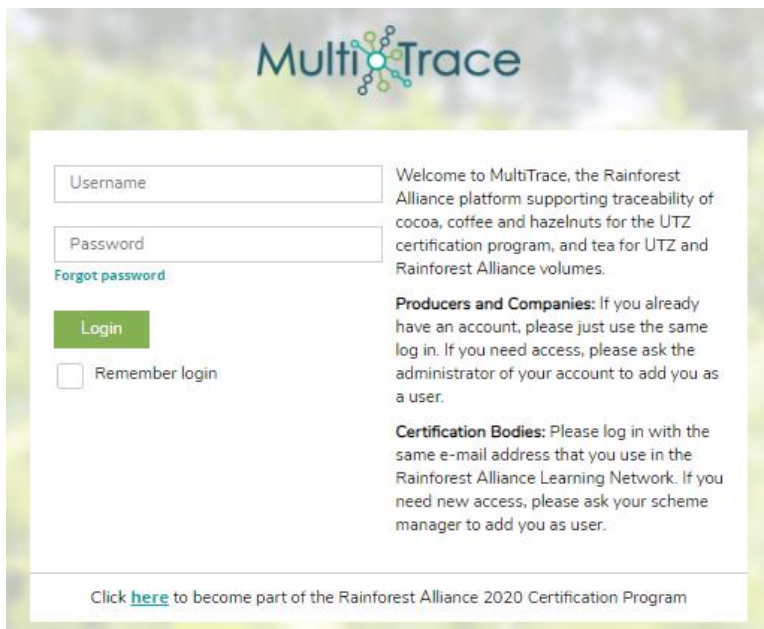 MultiTrace
Username
Password
Forgot password
Login
Remember login
Welcome to MultiTrace, the Rainforest
Alliance platform supporting traceability of
cocoa, coffee and hazelnuts for the UTZ
certification program, and tea for UTZ and
Rainforest Alliance volumes.
Producers and Companies: If you already
have an account, please just use the same
log in. If you need access, please ask the
administrator of your account to add you as
a user.
Certification Bodies: Please log in with the
same e-mail address that you use in the
Rainforest Alliance Learning Network. If you
need new access, please ask your scheme
manager to add you as user.
Click here to become part of the Rainforest Alliance 2020 Certification Program